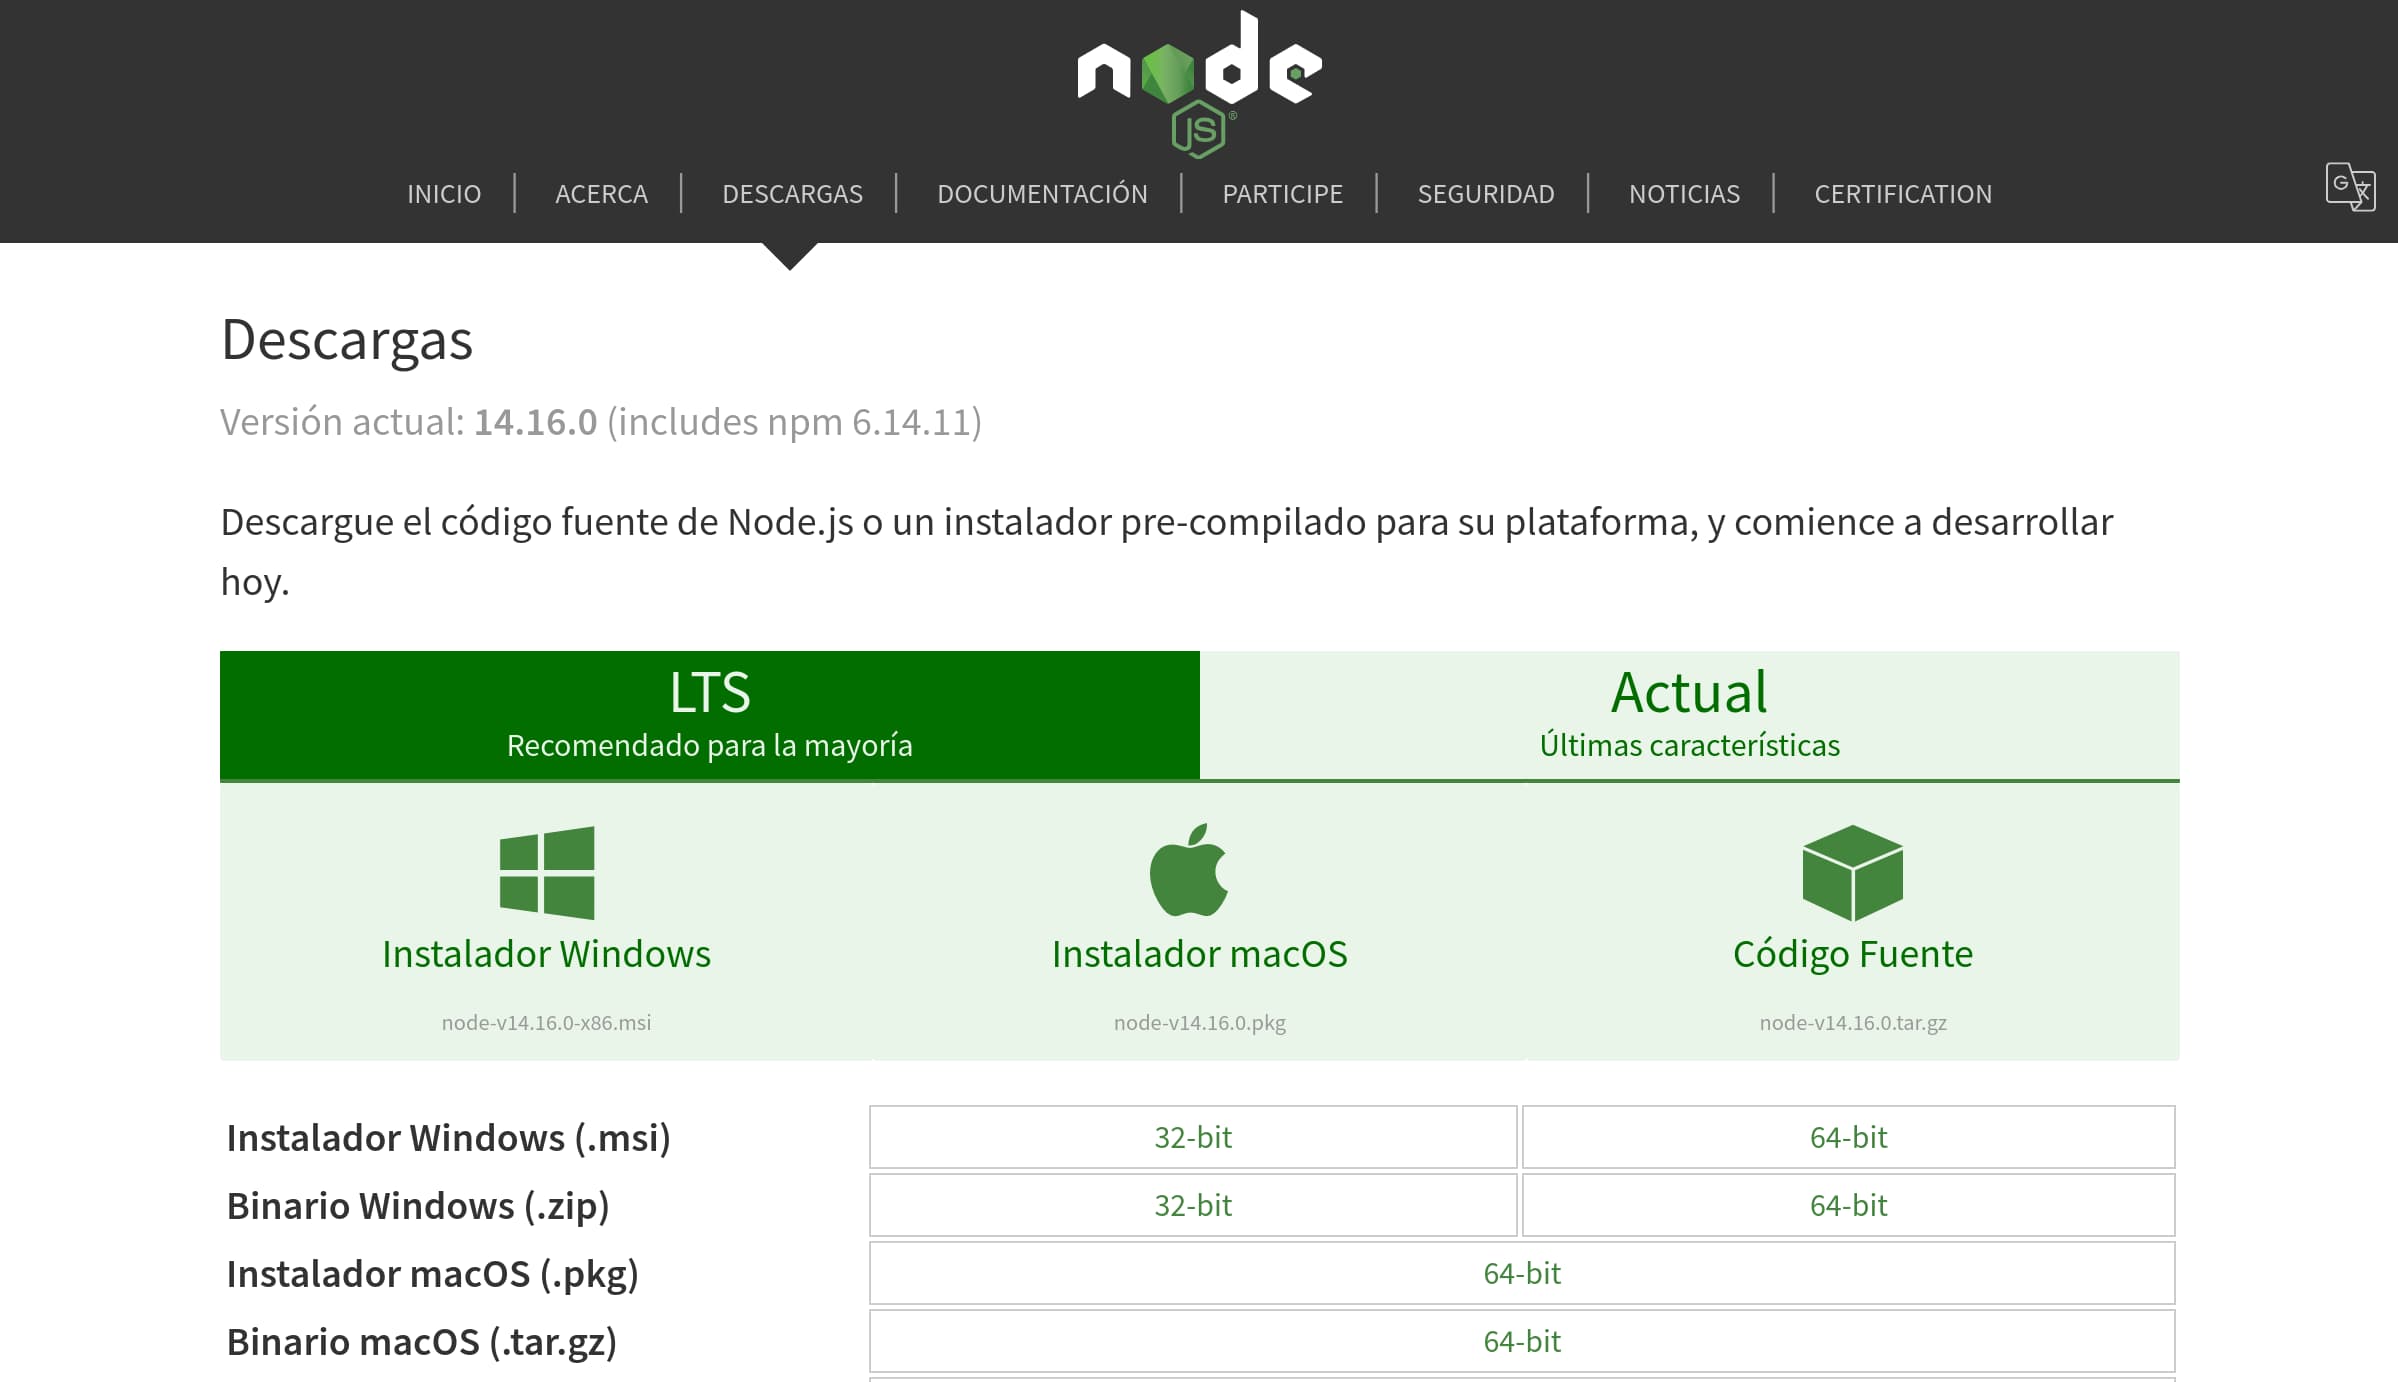 node
JS®
INICIO
ACERCA
DESCARGAS
DOCUMENTACIÓN
PARTICIPE
SEGURIDAD
NOTICIAS
CERTIFICATION
Descargas
Versión actual: 14.16.0 (includes npm 6.14.11)
Descargue el código fuente de Node.js o un instalador pre-compilado para su plataforma, y comience a desarrollar
hoy.
LTS
Recomendado para la mayoría
Actual
Últimas características
Instalador Windows
node-v14.16.0-x86.msi
Instalador macOS
node-v14.16.0.pkg
Código Fuente
node-v14.16.0.tar.gz
Instalador Windows (.msi) 32-bit 64-bit
Binario Windows (.zip) 32-bit 64-bit
Instalador macOS (.pkg) 64-bit
Binario macOS (.tar.gz) 64-bit